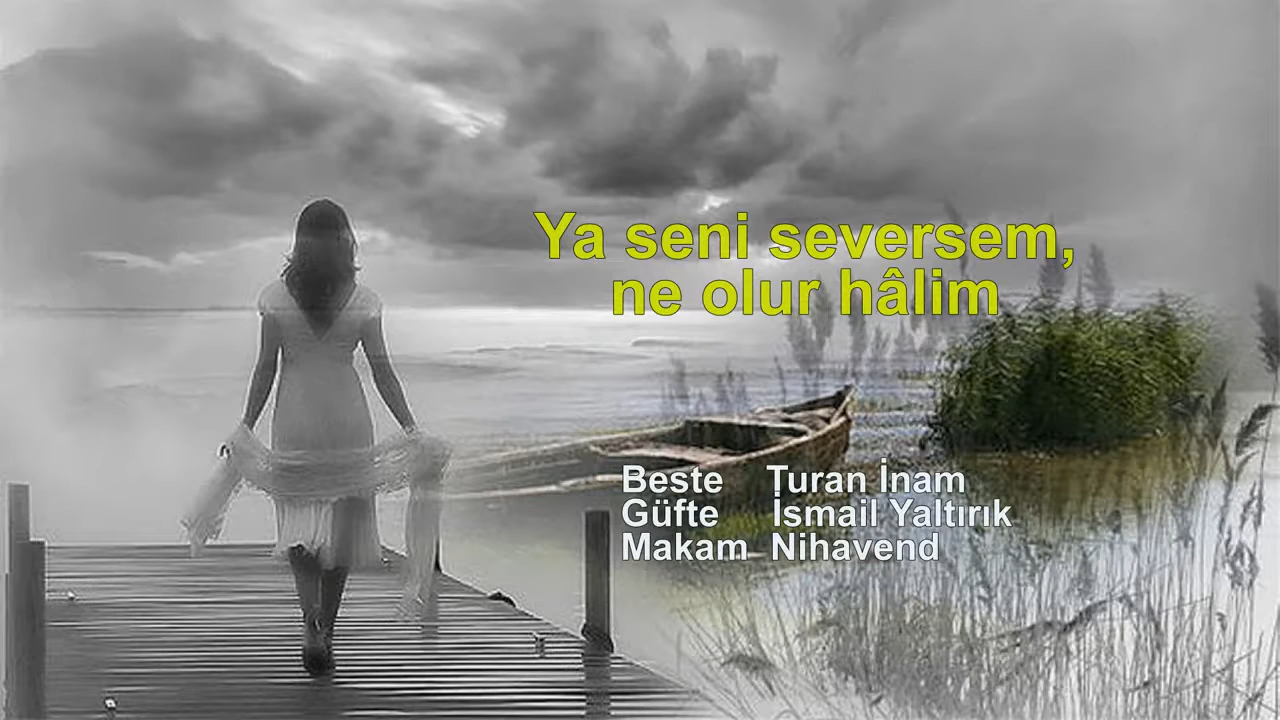 Ya seni seversem,
ne olur hâlim
Beste Turan İnam
Güfte İsmail Yaltırık
Makam Nihavend